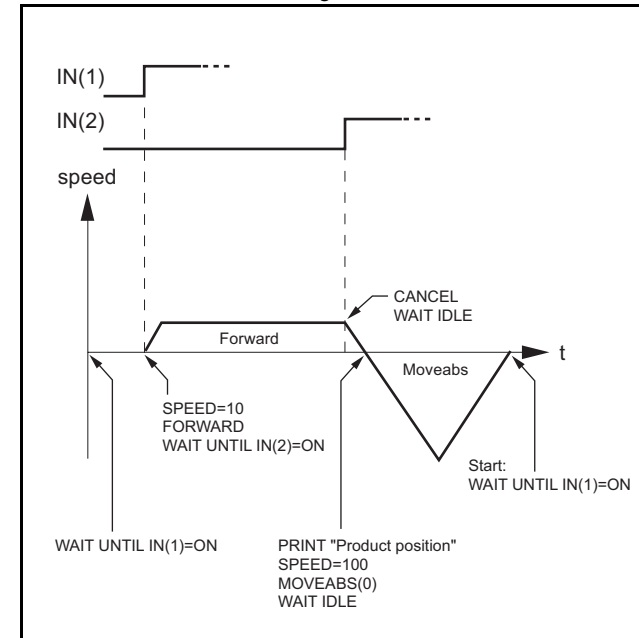 IN(1)
IN(2)
speed
CANCEL
WAIT IDLE
Forward
t
Moveabs
SPEED=10
FORWARD
WAIT UNTIL IN(2)=ON
Start:
WAIT UNTIL IN(1)=ON
WAIT UNTIL IN(1)=ON
PRINT "Product position"
SPEED=100
MOVEABS(0)
WAIT IDLE